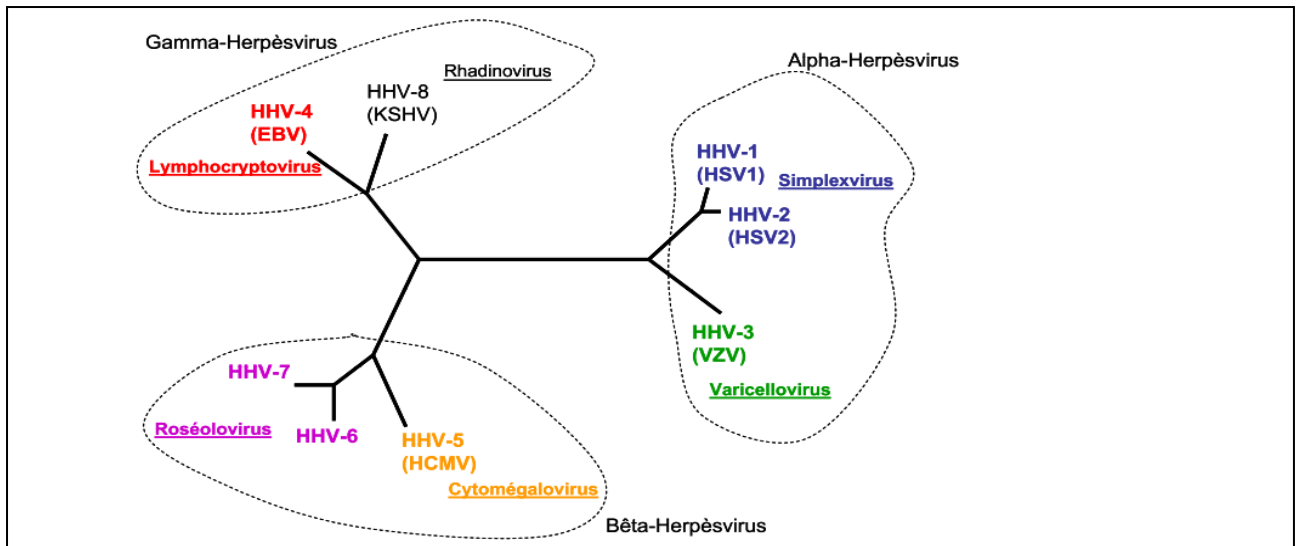 Gamma-Herpèsvirus
Rhadinovirus
HHV-8
(KSHV)
HHV-4
(EBV)
Lymphocryptovirus
Alpha-Herpèsvirus
HHV-1
(HSV1)
Simplexvirus
HHV-2
(HSV2)
HHV-3
(VZV)
Varicellovirus
HHV-7
Roséolovirus
HHV-6
HHV-5
(HCMV)
Cytomégalovirus
Bêta-Herpèsvirus